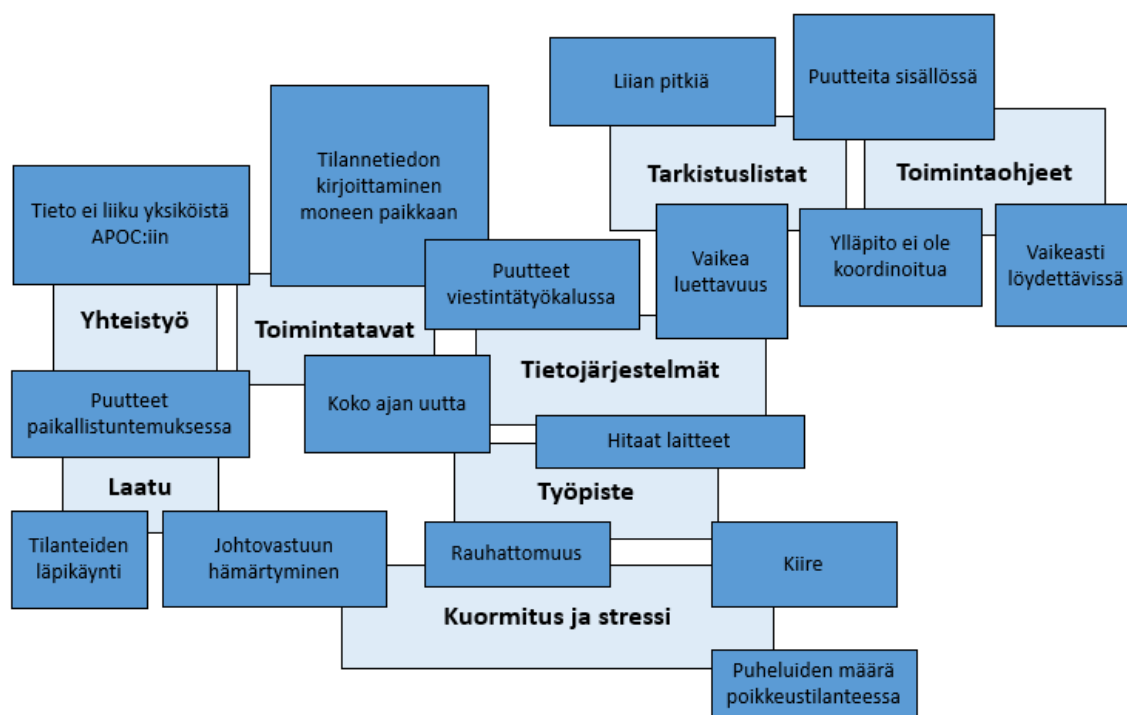 Liian pitkiä
Puutteita sisällössä
Tarkistuslistat
Toimintaohjeet
Tilannetiedon
kirjoittaminen
moneen paikkaan
Tieto ei liiku yksiköistä
APOC:iin
Vaikea
luettavuus
Ylläpito ei ole
koordinoitua
Vaikeasti
löydettävissä
Puutteet
viestintätyökalussa
Yhteistyö
Toimintatavat
Tietojärjestelmät
Puutteet
paikallistuntemuksessa
Koko ajan uutta
Hitaat laitteet
Laatu
Työpiste
Tilanteiden
läpikäynti
Johtovastuun
hämärtyminen
Rauhattomuus
Kiire
Kuormitus ja stressi
Puheluiden määrä
poikkeustilanteessa